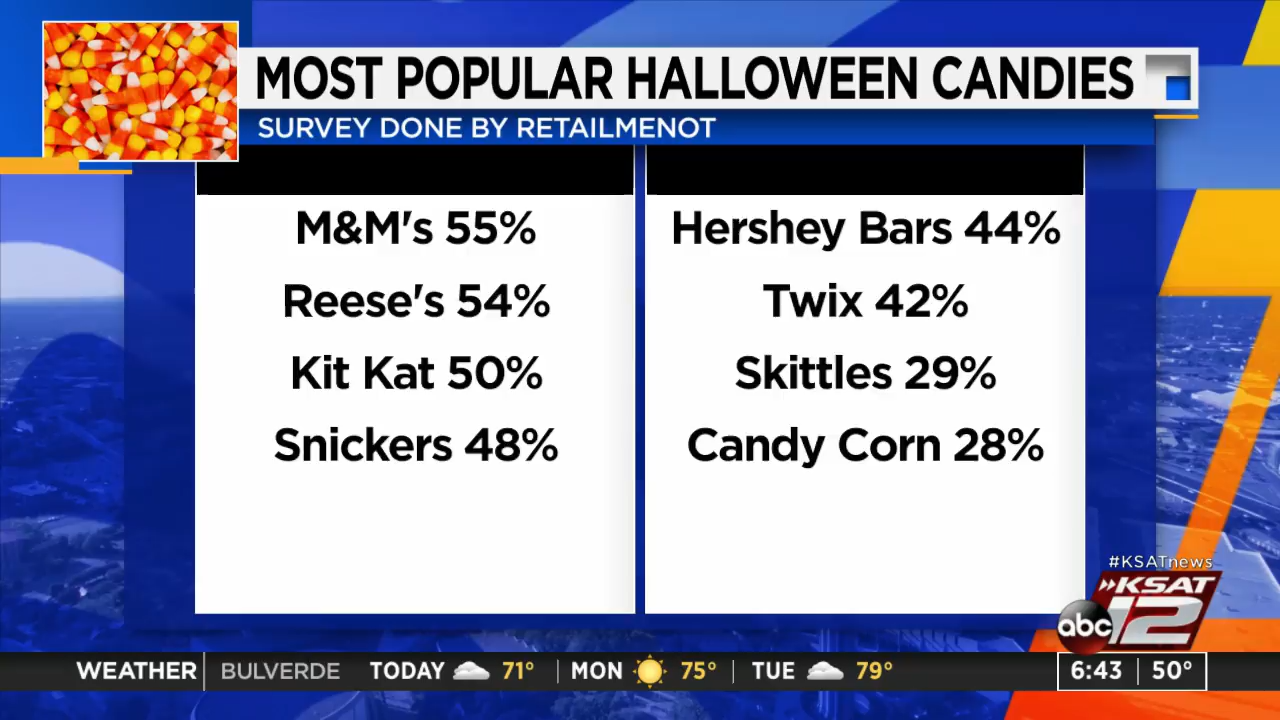 MOST POPULAR HALLOWEEN CANDIES
SURVEY DONE BY RETAILMENOT
M&M's 55%
Reese's 54%
Kit Kat 50%
Snickers 48%
Hershey Bars 44%
Twix 42%
Skittles 29%
Candy Corn 28%
#KSATnews
KSAT
abc 12
WEATHER BULVERDE TODAY 71° MON 75° TUE 79° 6:43 50°